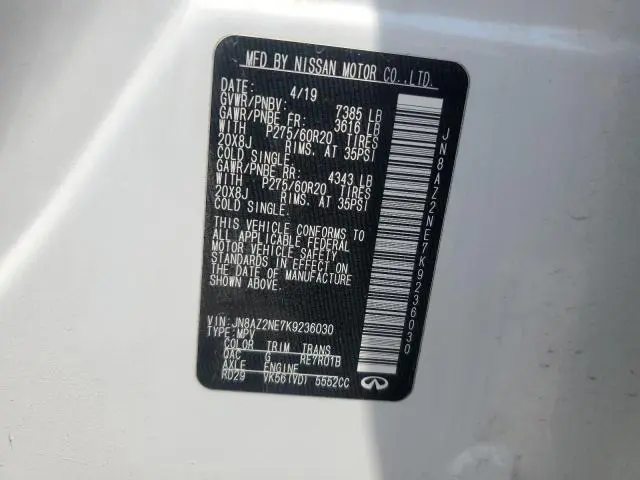 MFD BY NISSAN MOTOR CO.,LTD.
DATE: 4/19
GVWR/PNBV: 7385 LB
GAWR/PNBE FR: 3616 LB
WITH P275/60R20 TIRES
20X8J RIMS. AT 35PSI
COLD SINGLE.
GAWR/PNBE RR: 4343 LB
WITH P275/60R20 TIRES
20X8J RIMS. AT 35PSI
COLD SINGLE.
THIS VEHICLE CONFORMS TO
ALL APPLICABLE FEDERAL
MOTOR VEHICLE SAFETY
STANDARDS IN EFFECT ON
THE DATE OF MANUFACTURE
SHOWN ABOVE.
VIN: JN8AZ2NE7K9236030
TYPE: MPV
COLOR TRIM TRANS
QAC G RE7R01B
AXLE ENGINE
RD29 VK56(VD) 5552CC
JN8AZ2NE7K9236030